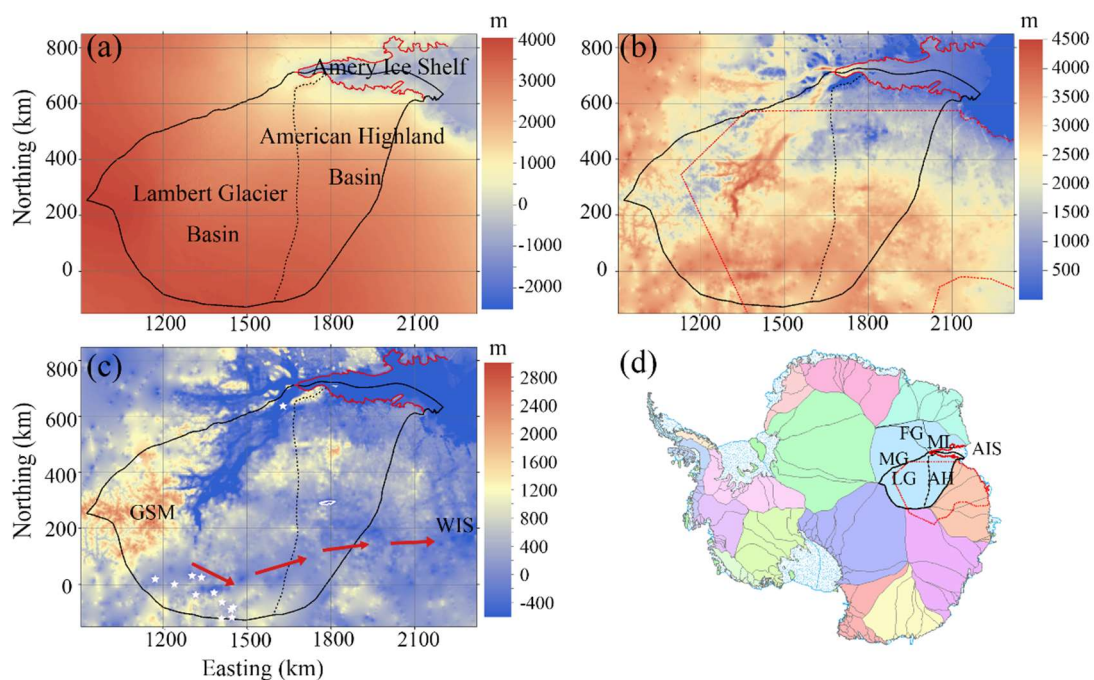 m
(a)
800
600
400
200
0
Northing (km)
Amery Ice Shelf
American Highland
Basin
Lambert Glacier
Basin
1200
1500
1800
2100
4000
3000
2000
1000
0
-1000
-2000
m
(b)
800
600
400
200
0
1200
1500
1800
2100
4500
4000
3500
3000
2500
2000
1500
1000
500
m
(c)
800
600
400
200
0
Northing (km)
GSM
WIS
1200
1500
1800
2100
Easting (km)
2800
2400
2000
1600
1200
800
400
0
-400
(d)
FG
ML
AIS
MG
LG
AH